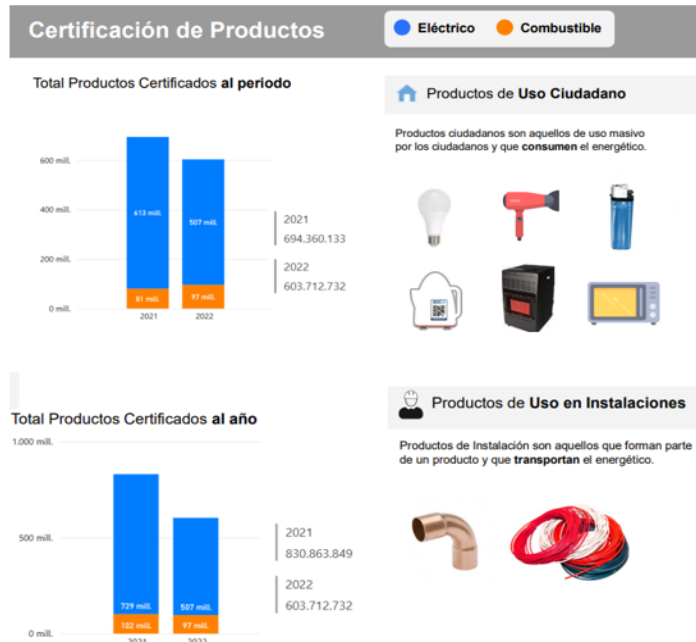 Certificación de Productos
Eléctrico
Combustible
Total Productos Certificados al periodo
600 mill.
400 mill.
200 mill.
0 mill.
613 mill.
507 mill.
81 mill.
97 mill.
2021
2022
2021
694.360.133
2022
603.712.732
Productos de Uso Ciudadano
Productos ciudadanos son aquellos de uso masivo
por los ciudadanos y que consumen el energético.
Total Productos Certificados al año
1.000 mill.
500 mill.
0 mill.
729 mill.
507 mill.
102 mill.
97 mill.
2021
2022
2021
830.863.849
2022
603.712.732
Productos de Uso en Instalaciones
Productos de Instalación son aquellos que forman parte
de un producto y que transportan el energético.